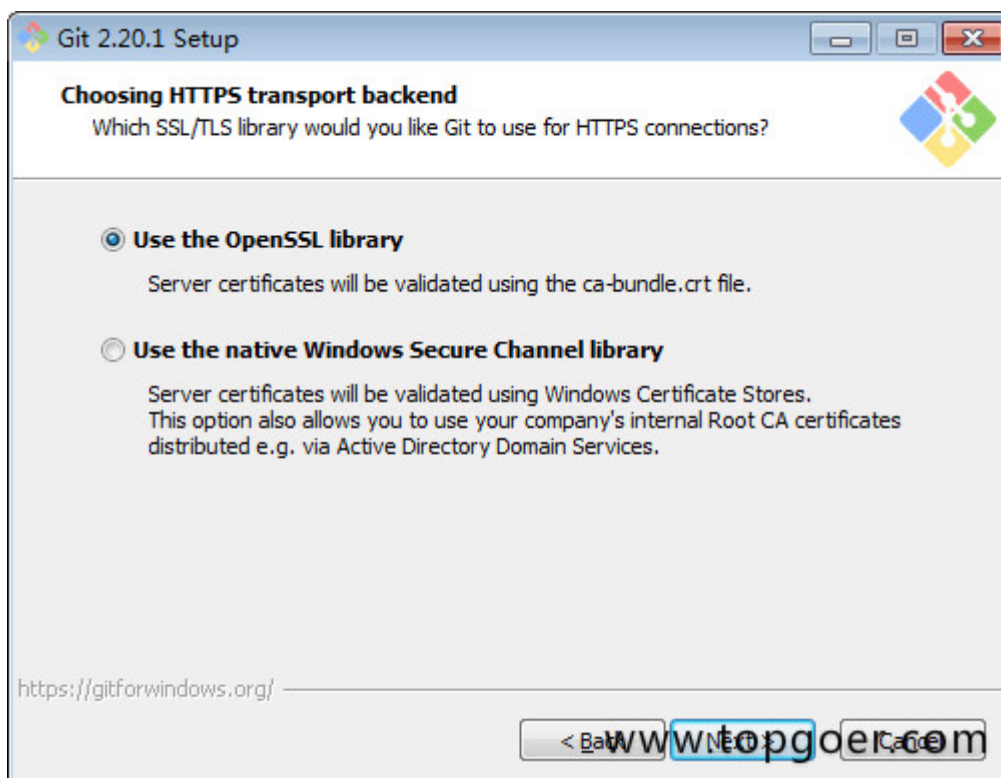 Git 2.20.1 Setup
Choosing HTTPS transport backend
Which SSL/TLS library would you like Git to use for HTTPS connections?
Use the OpenSSL library
Server certificates will be validated using the ca-bundle.crt file.
Use the native Windows Secure Channel library
Server certificates will be validated using Windows Certificate Stores.
This option also allows you to use your company's internal Root CA certificates
distributed e.g. via Active Directory Domain Services.
https://gitforwindows.org/
< Back Next > Cancel
www.topgoer.com